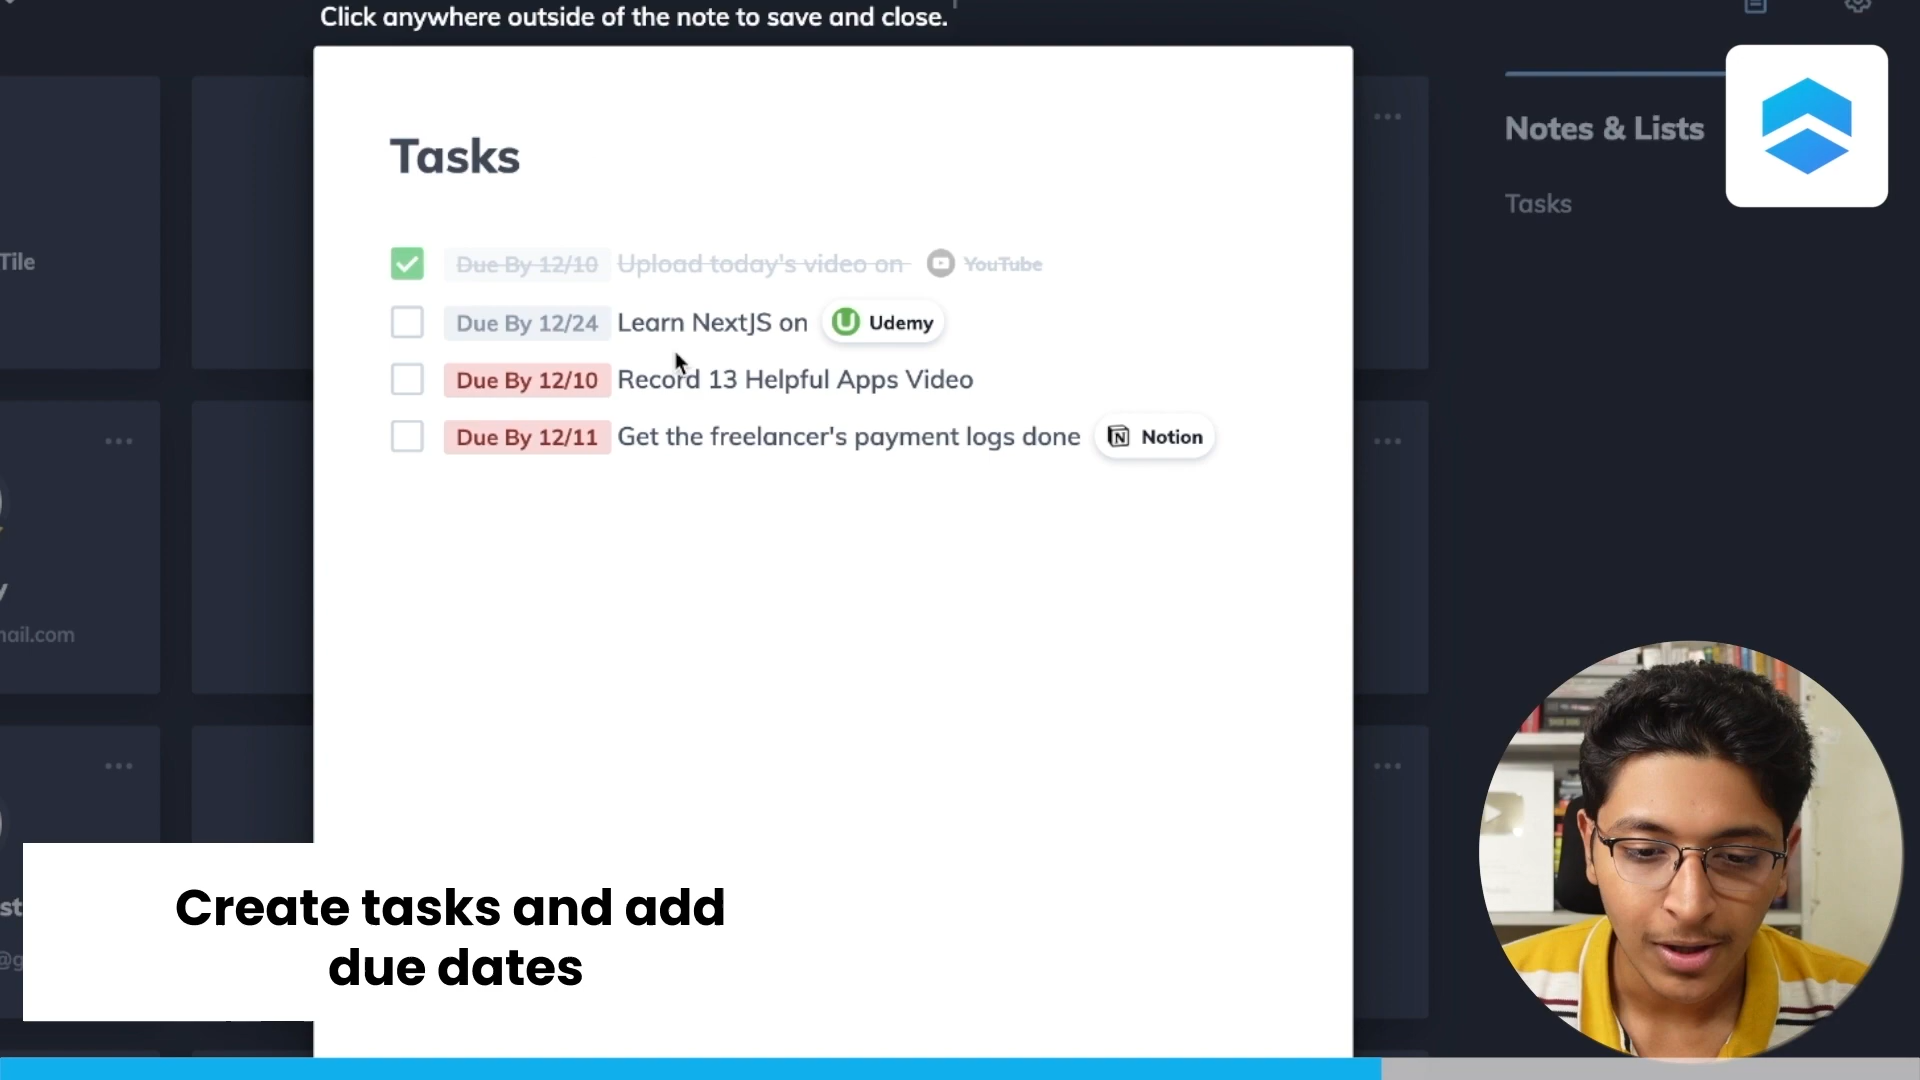 Click anywhere outside of the note to save and close.
Tasks
Due By 12/10 Upload today's video on YouTube
Due By 12/24 Learn NextJS on Udemy
Due By 12/10 Record 13 Helpful Apps Video
Due By 12/11 Get the freelancer's payment logs done Notion
Notes & Lists
Tasks
Tile
y
mail.com
st
@g
Create tasks and add
due dates